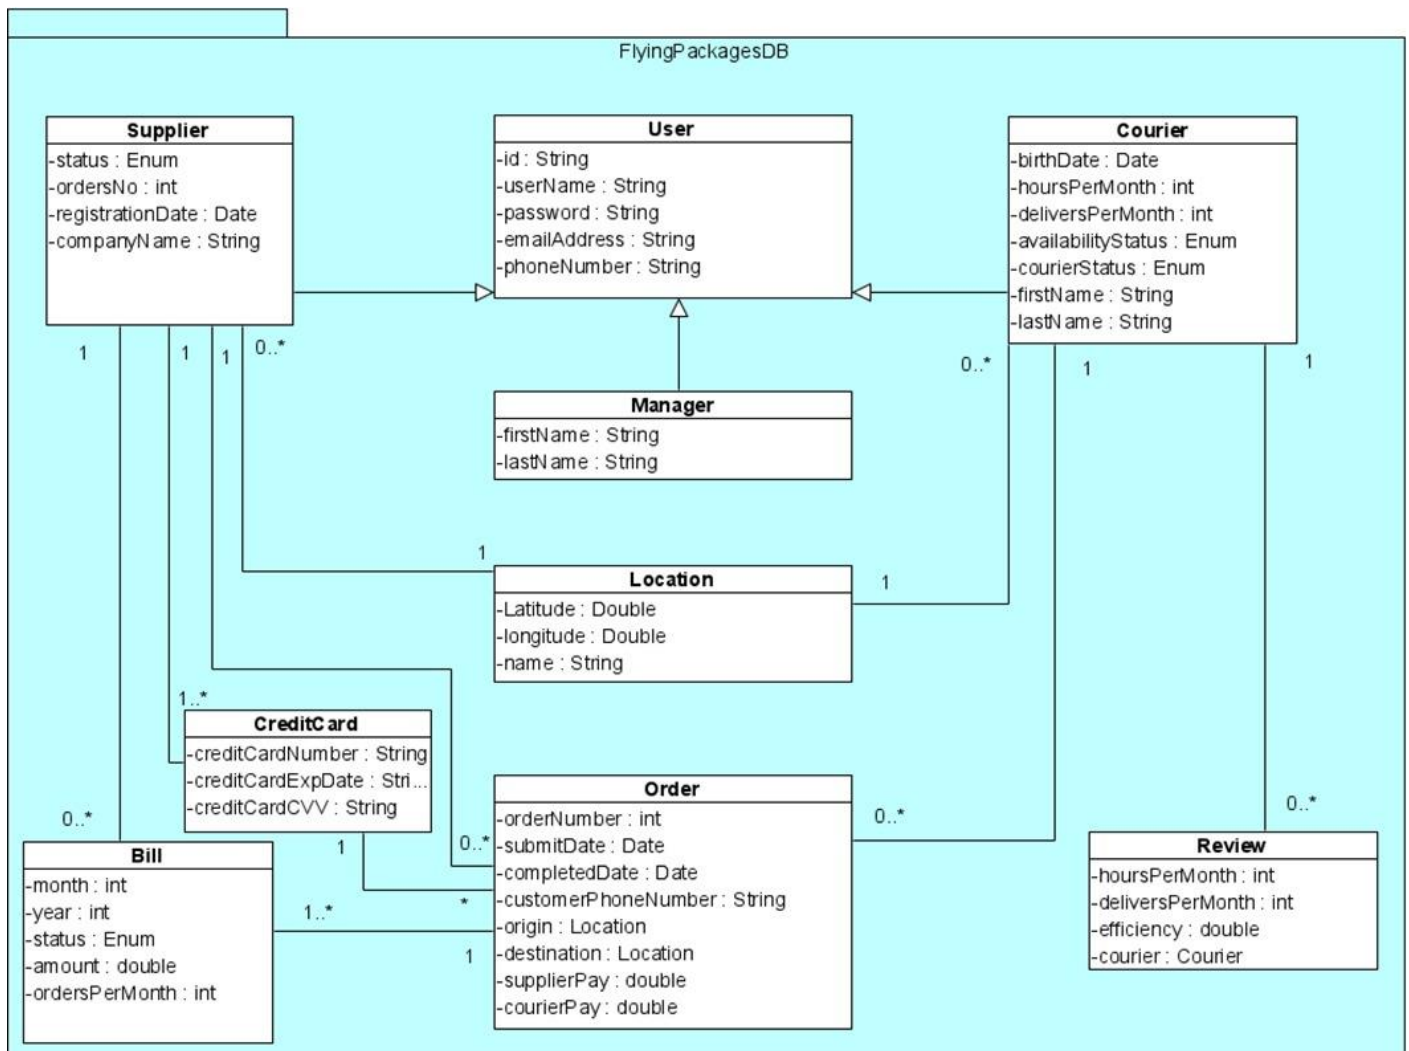 FlyingPackagesDB
Supplier
-status : Enum
-ordersNo : int
-registrationDate : Date
-companyName : String
User
-id : String
-userName : String
-password : String
-emailAddress : String
-phoneNumber : String
Courier
-birthDate : Date
-hoursPerMonth : int
-deliversPerMonth : int
-availabilityStatus : Enum
-courierStatus : Enum
-firstName : String
-lastName : String
1
1
1
0..*
0..*
1
1
Manager
-firstName : String
-lastName : String
1
Location
-Latitude : Double
-longitude : Double
-name : String
1
1..*
CreditCard
-creditCardNumber : String
-creditCardExpDate : Stri...
-creditCardCVV : String
1
0..*
Bill
-month : int
-year : int
-status : Enum
-amount : double
-ordersPerMonth : int
1..*
0..*
*
1
Order
-orderNumber : int
-submitDate : Date
-completedDate : Date
-customerPhoneNumber : String
-origin : Location
-destination : Location
-supplierPay : double
-courierPay : double
0..*
0..*
Review
-hoursPerMonth : int
-deliversPerMonth : int
-efficiency : double
-courier : Courier